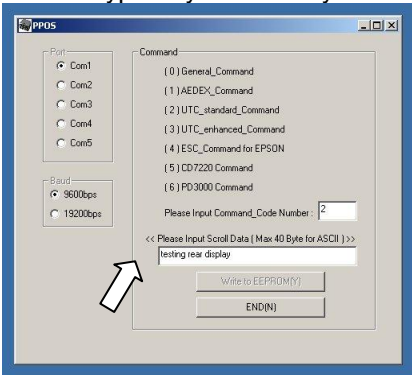 PPOS
Port
Com1
Com2
Com3
Com4
Com5
Baud
9600bps
19200bps
Command
( 0 ) General_Command
( 1 ) AEDEX_Command
( 2 ) UTC_standard_Command
( 3 ) UTC_enhanced_Command
( 4 ) ESC_Command for EPSON
( 5 ) CD7220 Command
( 6 ) PD3000 Command
Please Input Command_Code Number : 2
<< Please Input Scroll Data ( Max 40 Byte for ASCII ) >>
testing rear display
Write to EEPROM(Y)
END(N)